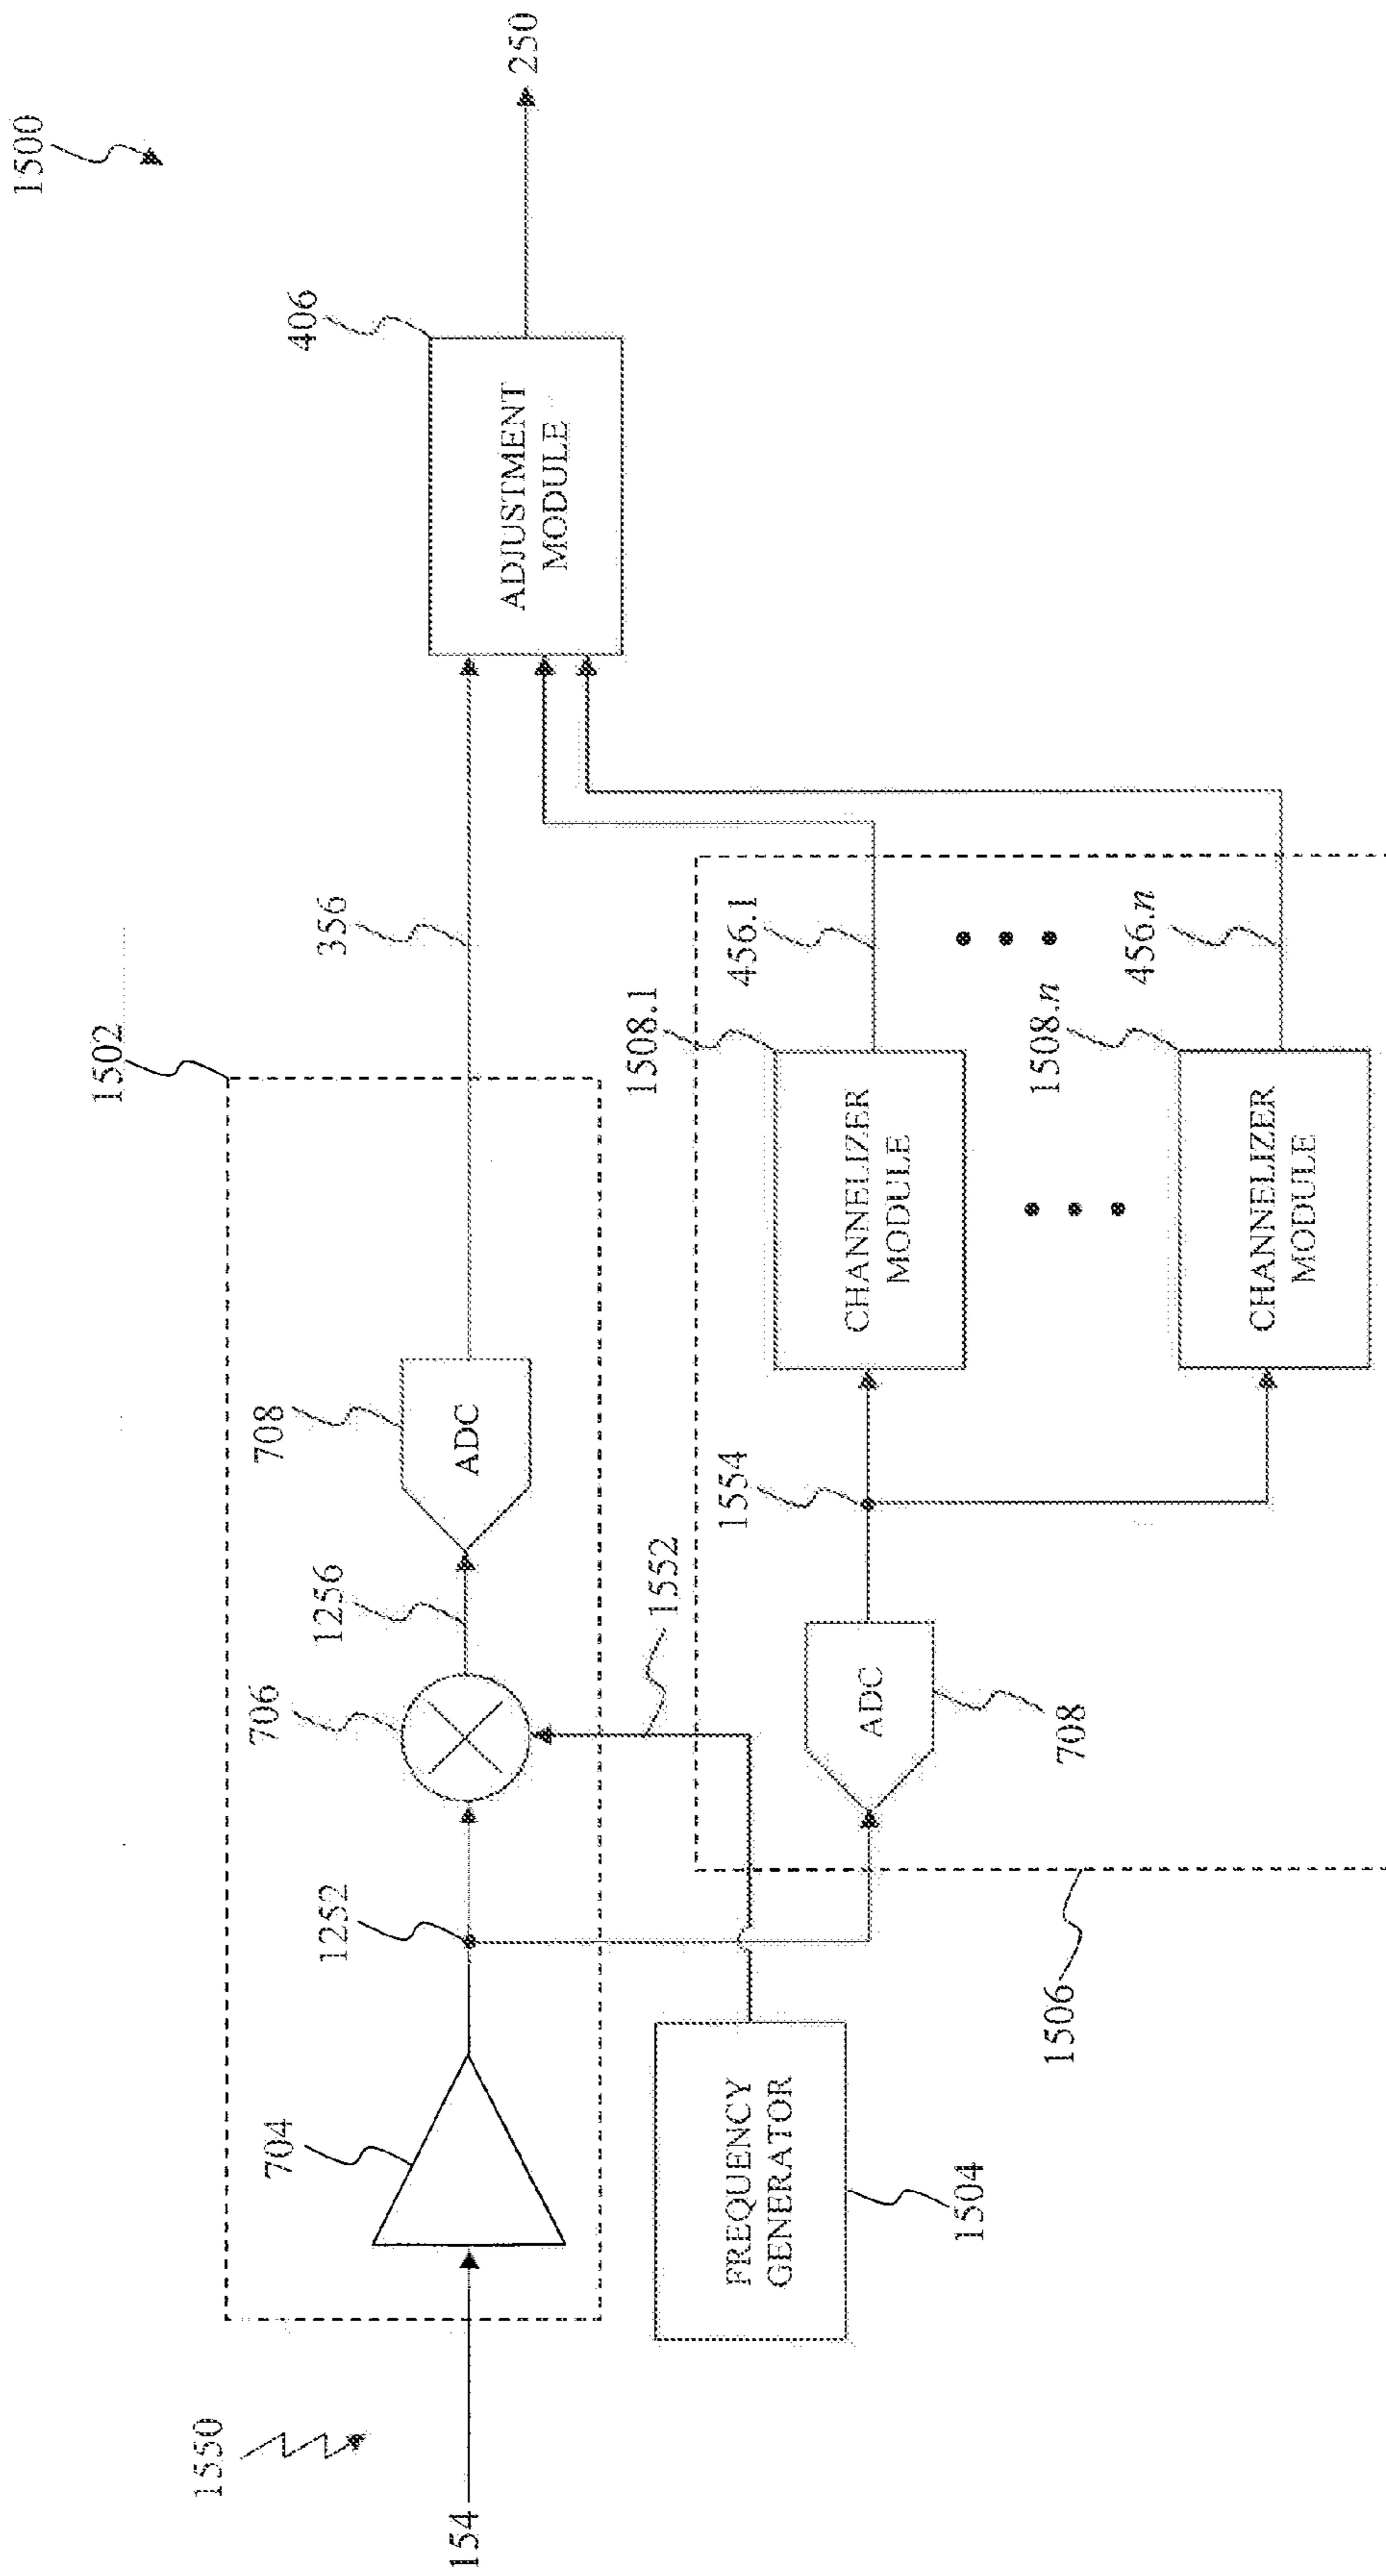 1500
250
406
ADJUSTMENT
MODULE
1502
356
708
ADC
1256
706
1252
704
1550
154
1552
FREQUENCY
GENERATOR
1504
1506
ADC
708
1554
1508.1
CHANNELIZER
MODULE
456.1
1508.n
CHANNELIZER
MODULE
456.n